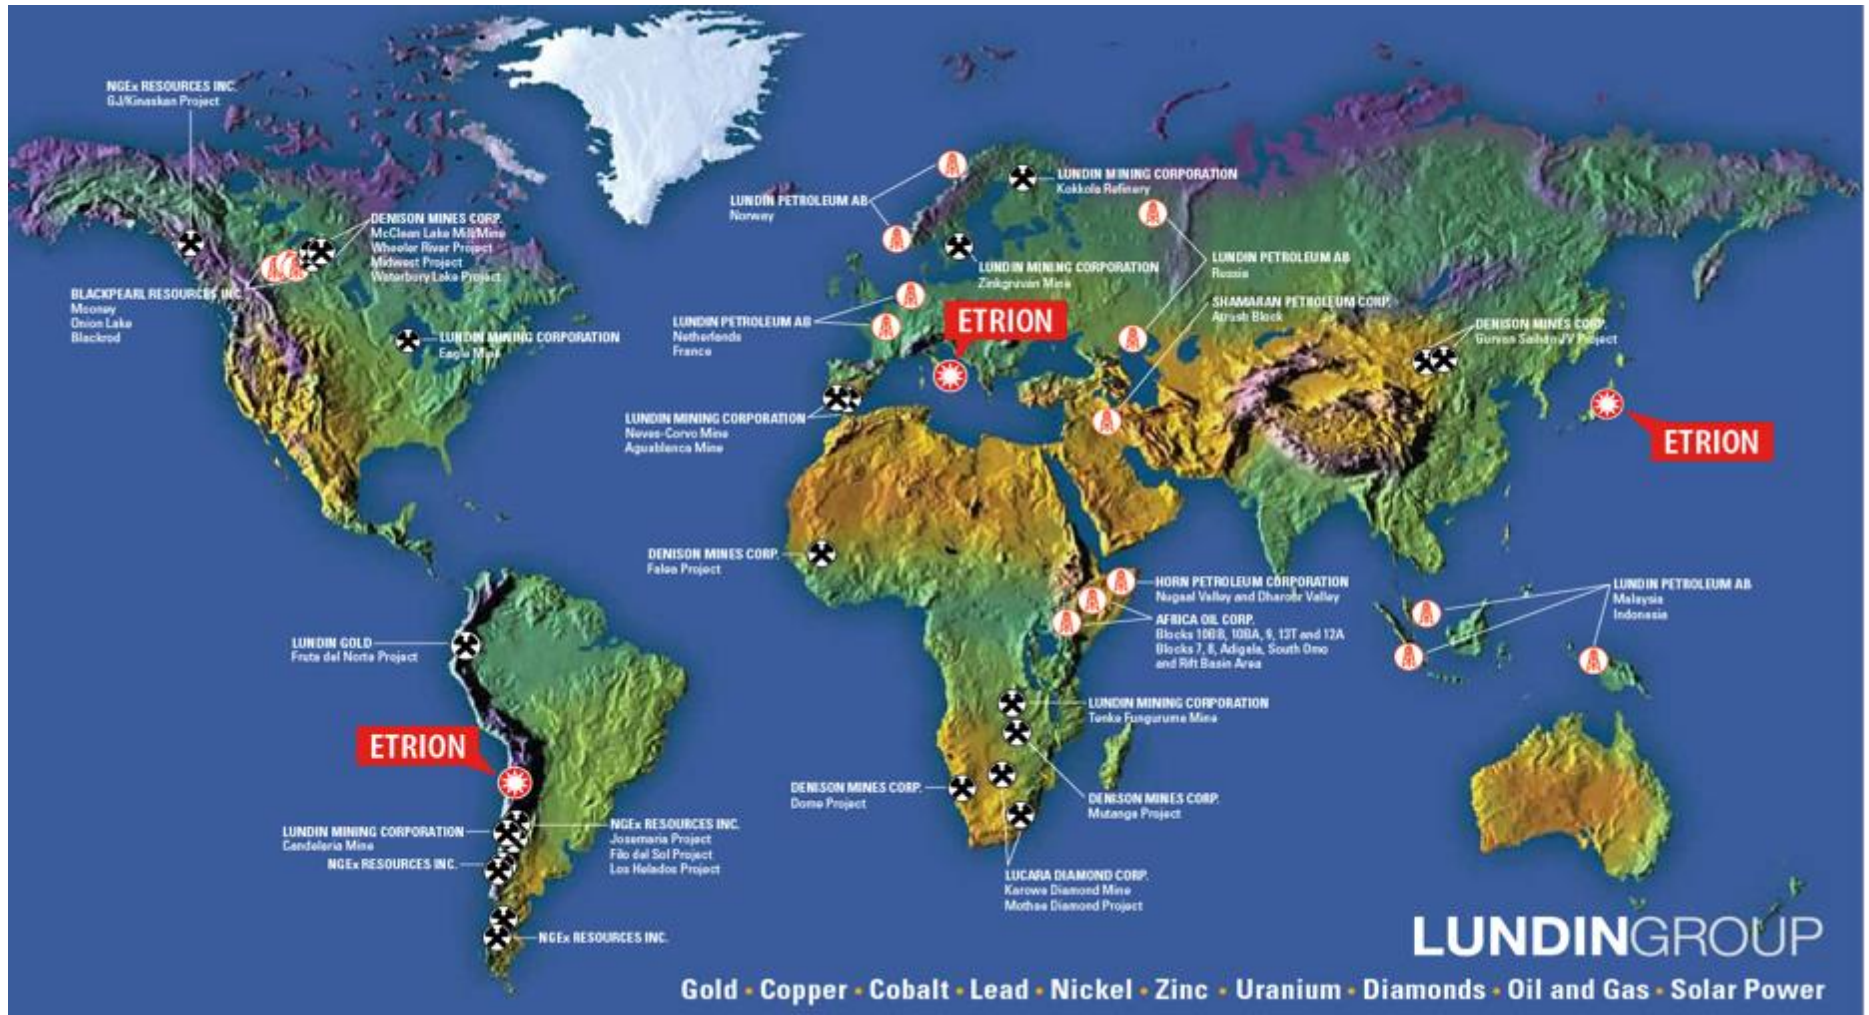 NGEx RESOURCES INC.
GJ/Kinaskan Project
DENISON MINES CORP.
McClean Lake Mill/Mine
Wheeler River Project
Midwest Project
Waterbury Lake Project
BLACKPEARL RESOURCES INC.
Mooney
Onion Lake
Blackrod
LUNDIN MINING CORPORATION
Eagle Mine
LUNDIN PETROLEUM AB
Norway
LUNDIN MINING CORPORATION
Kokkola Refinery
LUNDIN MINING CORPORATION
Zinkgruvan Mine
LUNDIN PETROLEUM AB
Russia
SHAMARAN PETROLEUM CORP.
Atrush Block
LUNDIN PETROLEUM AB
Netherlands
France
ETRION
DENISON MINES CORP.
Gurvan Saihan JV Project
LUNDIN MINING CORPORATION
Neves-Corvo Mine
Aguablanca Mine
ETRION
DENISON MINES CORP.
Falea Project
HORN PETROLEUM CORPORATION
Nugaal Valley and Dharoor Valley
AFRICA OIL CORP.
Blocks 10BB, 10BA, 9, 13T and 12A
Blocks 7, 8, Adigala, South Omo
and Rift Basin Area
LUNDIN PETROLEUM AB
Malaysia
Indonesia
LUNDIN GOLD
Fruta del Norte Project
LUNDIN MINING CORPORATION
Tenke Fungurume Mine
ETRION
DENISON MINES CORP.
Dome Project
DENISON MINES CORP.
Mutanga Project
LUNDIN MINING CORPORATION
Candelaria Mine
NGEx RESOURCES INC.
Josemaria Project
Filo del Sol Project
Los Helados Project
NGEx RESOURCES INC.
LUCARA DIAMOND CORP.
Karowe Diamond Mine
Mothae Diamond Project
NGEx RESOURCES INC.
LUNDINGROUP
Gold • Copper • Cobalt • Lead • Nickel • Zinc • Uranium • Diamonds • Oil and Gas • Solar Power